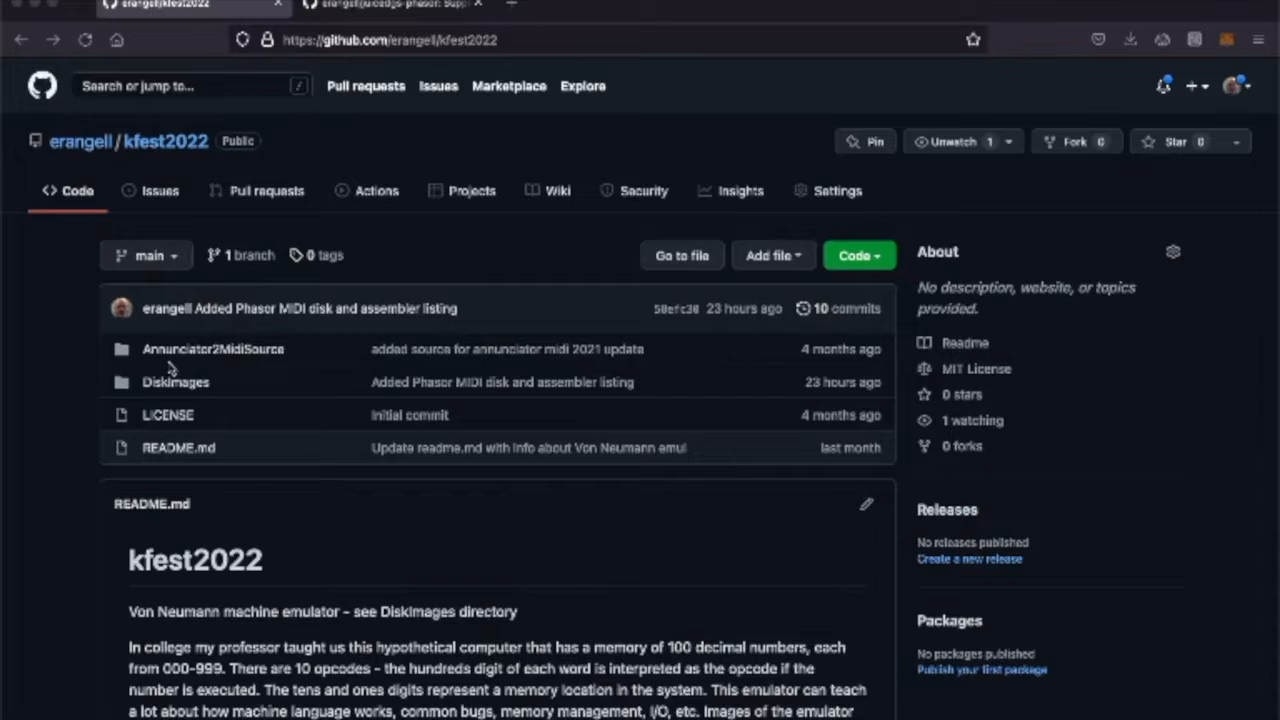 erangell/kfest2022
erangell/juicedjs-phasor: Supp
https://github.com/erangell/kfest2022
Search or jump to... /
Pull requests Issues Marketplace Explore
erangell / kfest2022 Public
Pin Unwatch 1 Fork 0 Star 0
Code Issues Pull requests Actions Projects Wiki Security Insights Settings
main 1 branch 0 tags Go to file Add file Code
erangell Added Phasor MIDI disk and assembler listing 23 hours ago 10 commits
Annunciator2MidiSource added source for annunciator midi 2021 update 4 months ago
DiskImages Added Phasor MIDI disk and assembler listing 23 hours ago
LICENSE Initial commit 4 months ago
README.md Update readme.md with info about Von Neumann emul last month
README.md
kfest2022
Von Neumann machine emulator - see DiskImages directory
In college my professor taught us this hypothetical computer that has a memory of 100 decimal numbers, each
from 000-999. There are 10 opcodes - the hundreds digit of each word is interpreted as the opcode if the
number is executed. The tens and ones digits represent a memory location in the system. This emulator can teach
a lot about how machine language works, common bugs, memory management, I/O, etc. Images of the emulator
About
No description, website, or topics
provided.
Readme
MIT License
0 stars
1 watching
0 forks
Releases
No releases published
Create a new release
Packages
No packages published
Publish your first package